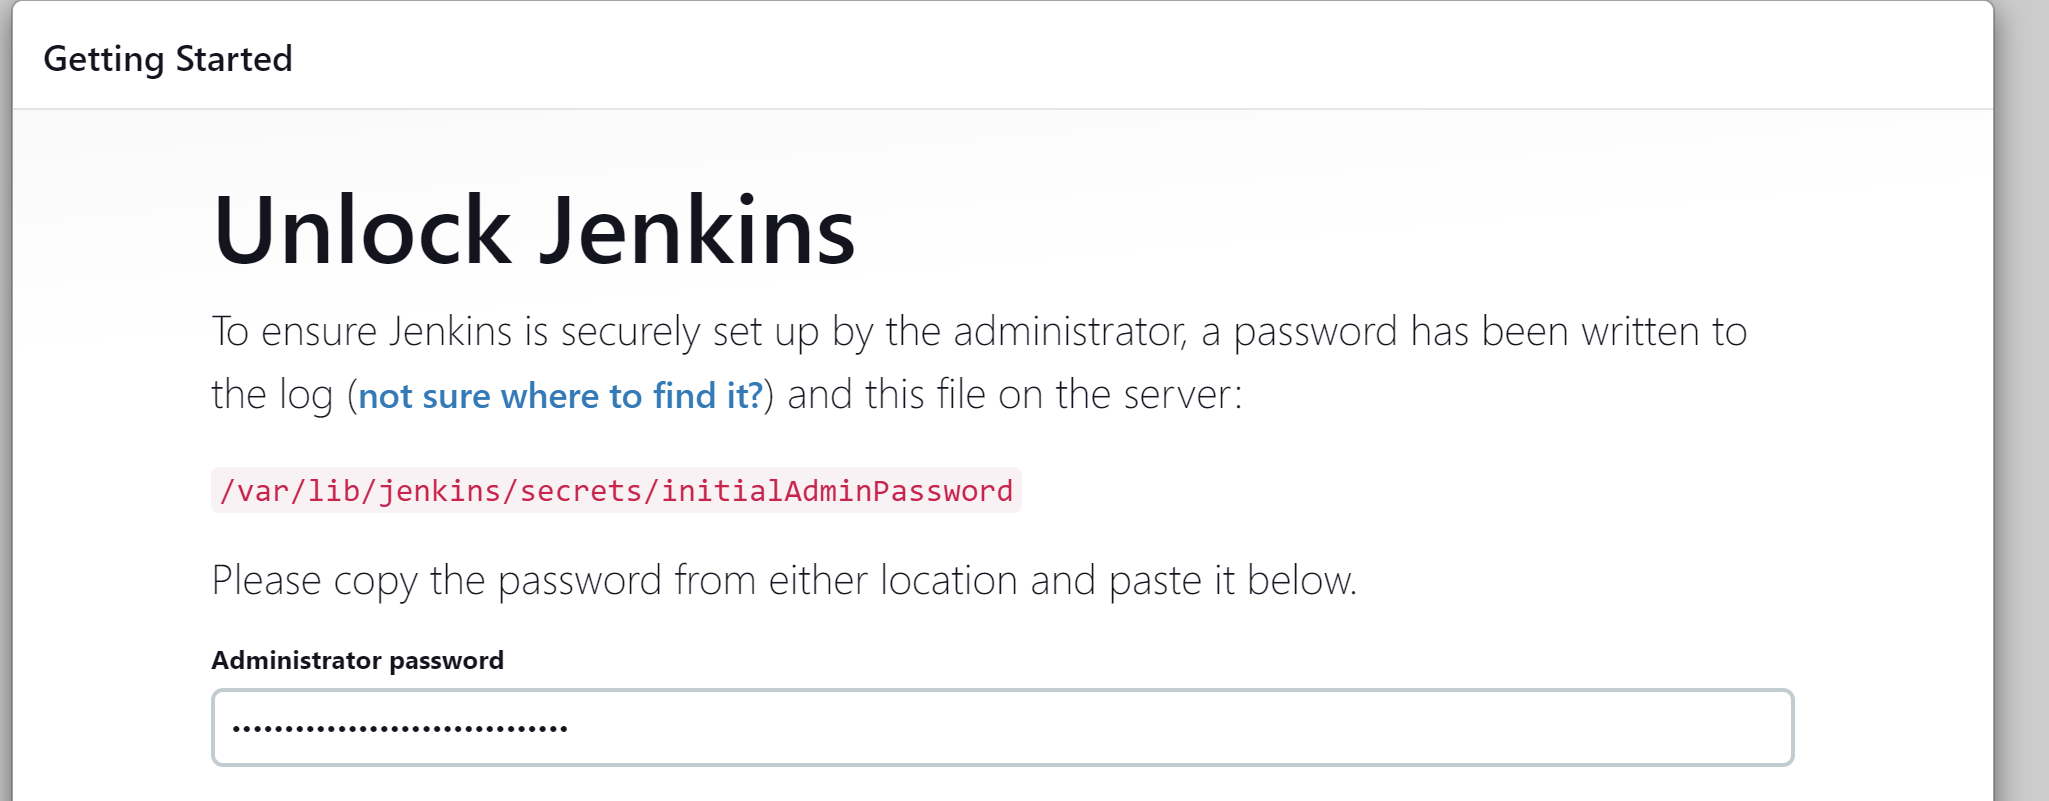 Getting Started
Unlock Jenkins
To ensure Jenkins is securely set up by the administrator, a password has been written to
the log (not sure where to find it?) and this file on the server:
/var/lib/jenkins/secrets/initialAdminPassword
Please copy the password from either location and paste it below.
Administrator password
••••••••••••••••••••••••••••••••